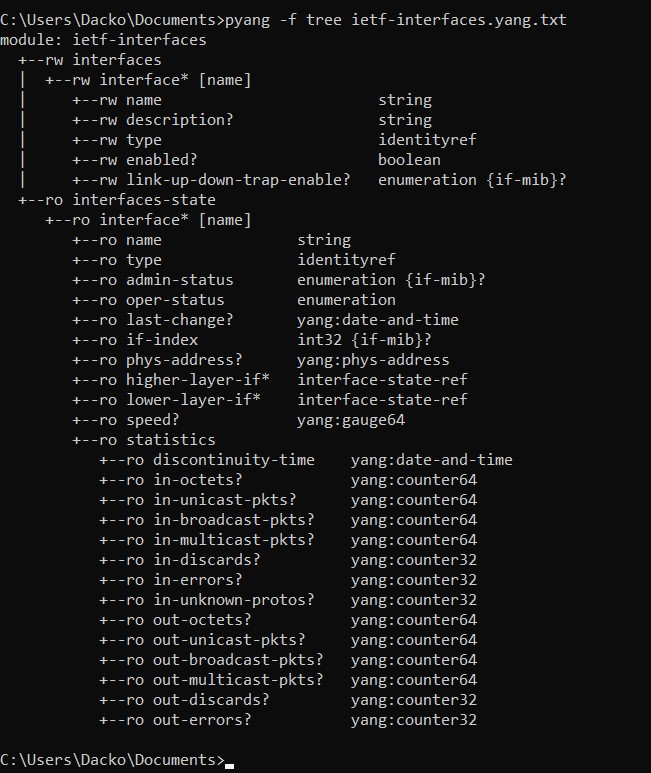 C:\Users\Dacko\Documents>pyang -f tree ietf-interfaces.yang.txt
module: ietf-interfaces
  +--rw interfaces
  |  +--rw interface* [name]
  |     +--rw name                        string
  |     +--rw description?                string
  |     +--rw type                        identityref
  |     +--rw enabled?                    boolean
  |     +--rw link-up-down-trap-enable?   enumeration {if-mib}?
  +--ro interfaces-state
     +--ro interface* [name]
        +--ro name               string
        +--ro type               identityref
        +--ro admin-status       enumeration {if-mib}?
        +--ro oper-status        enumeration
        +--ro last-change?       yang:date-and-time
        +--ro if-index           int32 {if-mib}?
        +--ro phys-address?      yang:phys-address
        +--ro higher-layer-if*   interface-state-ref
        +--ro lower-layer-if*    interface-state-ref
        +--ro speed?             yang:gauge64
        +--ro statistics
           +--ro discontinuity-time    yang:date-and-time
           +--ro in-octets?            yang:counter64
           +--ro in-unicast-pkts?      yang:counter64
           +--ro in-broadcast-pkts?    yang:counter64
           +--ro in-multicast-pkts?    yang:counter64
           +--ro in-discards?          yang:counter32
           +--ro in-errors?            yang:counter32
           +--ro in-unknown-protos?    yang:counter32
           +--ro out-octets?           yang:counter64
           +--ro out-unicast-pkts?     yang:counter64
           +--ro out-broadcast-pkts?   yang:counter64
           +--ro out-multicast-pkts?   yang:counter64
           +--ro out-discards?         yang:counter32
           +--ro out-errors?           yang:counter32
C:\Users\Dacko\Documents>